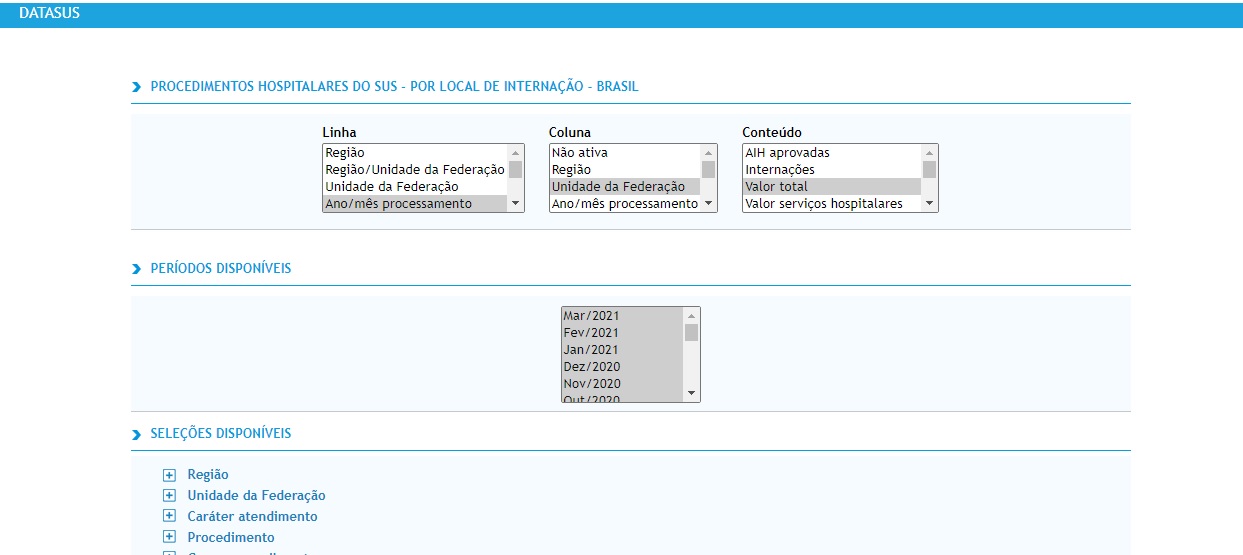 DATASUS
PROCEDIMENTOS HOSPITALARES DO SUS - POR LOCAL DE INTERNAÇÃO - BRASIL
Linha
Região
Região/Unidade da Federação
Unidade da Federação
Ano/mês processamento
Coluna
Não ativa
Região
Unidade da Federação
Ano/mês processamento
Conteúdo
AIH aprovadas
Internações
Valor total
Valor serviços hospitalares
PERÍODOS DISPONÍVEIS
Mar/2021
Fev/2021
Jan/2021
Dez/2020
Nov/2020
Out/2020
SELEÇÕES DISPONÍVEIS
Região
Unidade da Federação
Caráter atendimento
Procedimento